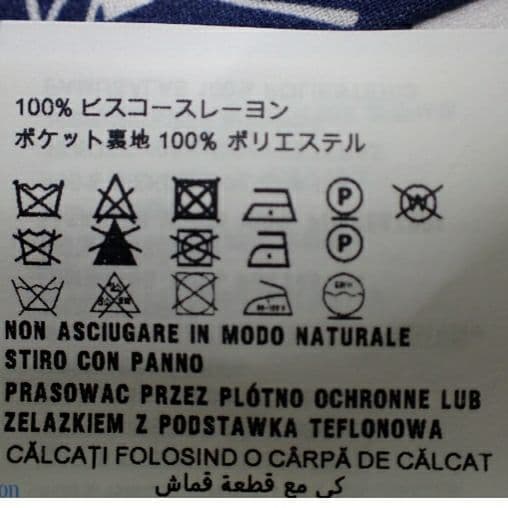 100% ビスコースレーヨン
ポケット裏地 100% ポリエステル
P W
P
NON ASCIUGARE IN MODO NATURALE
STIRO CON PANNO
PRASOWAC PRZEZ PLÓTNO OCHRONNE LUB
ZELAZKIEM Z PODSTAWKA TEFLONOWA
CĂLCAȚI FOLOSIND O CÂRPĂ DE CĂLCAT
كي مع قطعة قماش
on